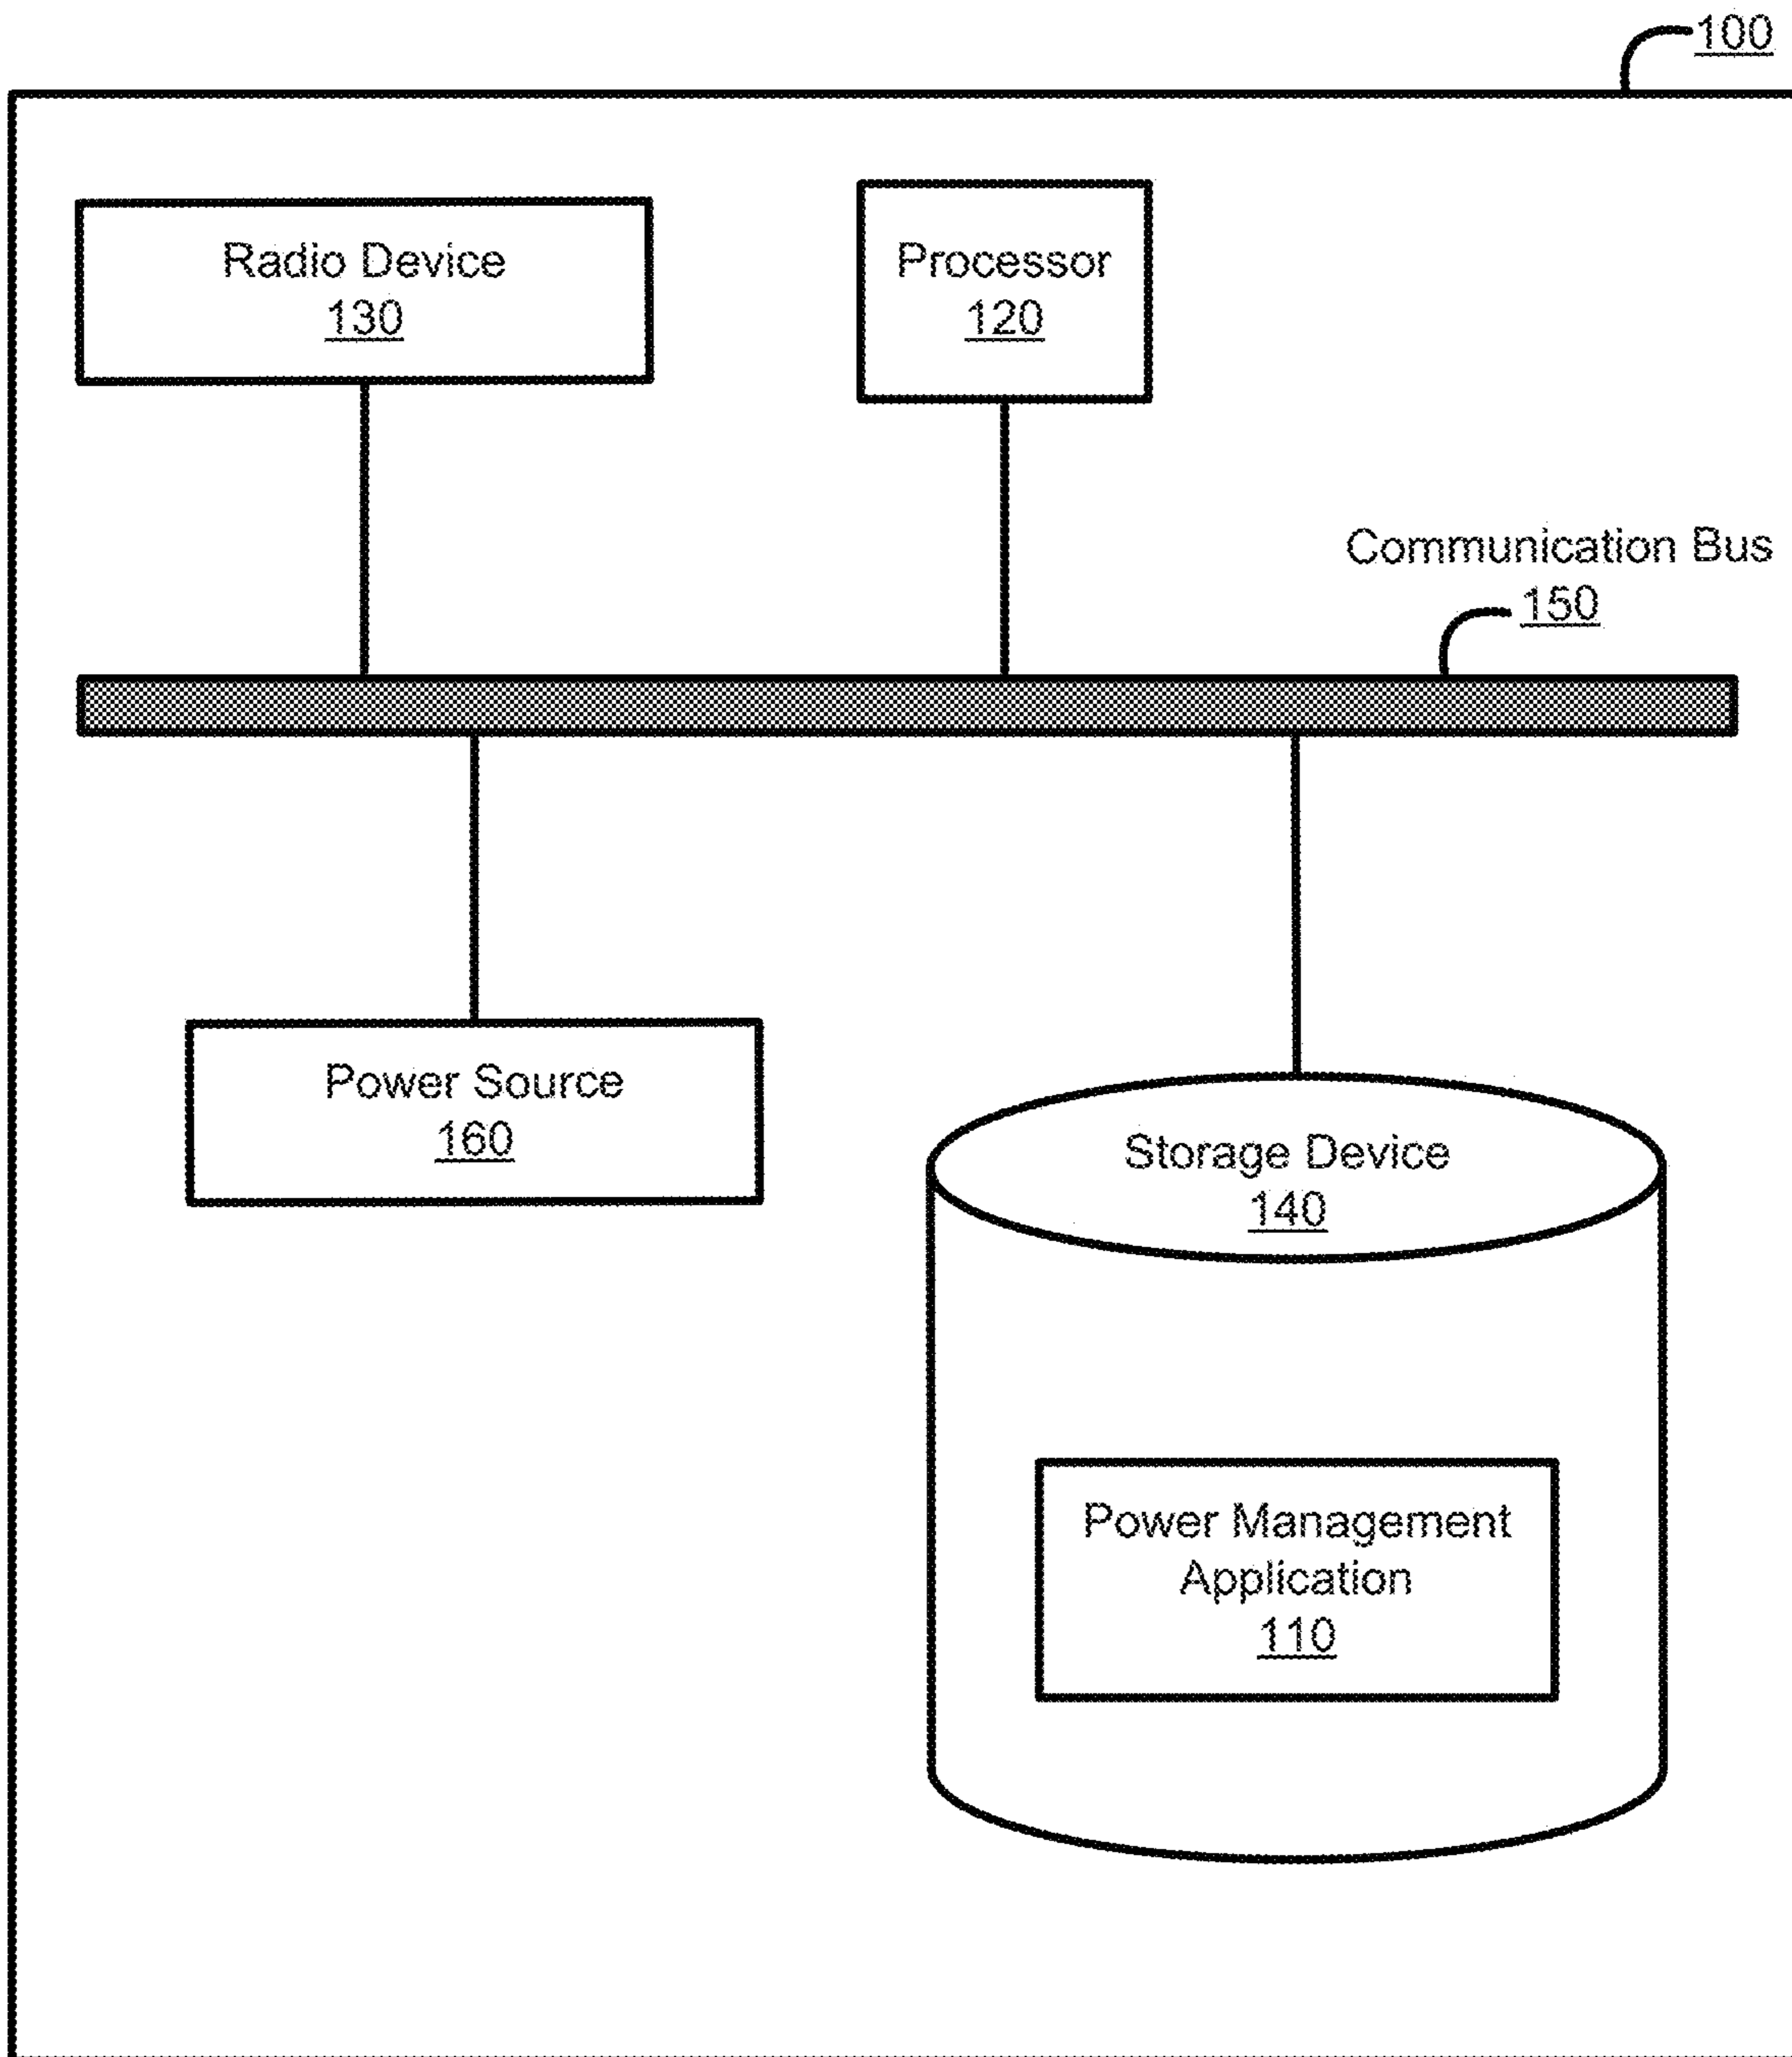 100
Radio Device
130
Processor
120
Communication Bus
150
Power Source
160
Storage Device
140
Power Management
Application
110